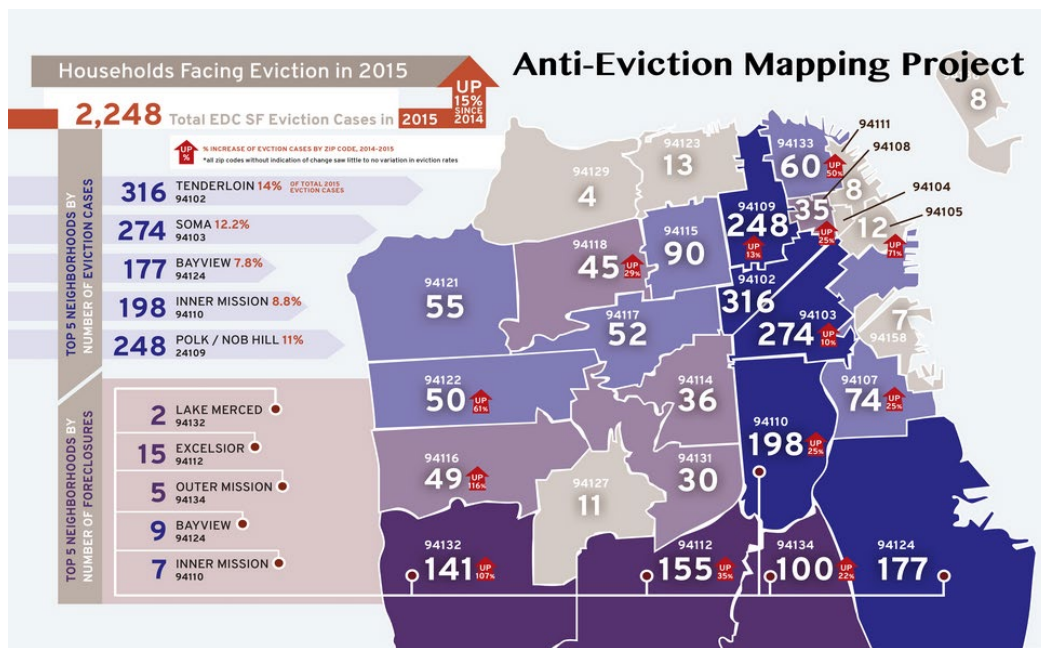 Anti-Eviction Mapping Project
Households Facing Eviction in 2015
UP
15%
SINCE
2014
2,248 Total EDC SF Eviction Cases in 2015
UP
%
% INCREASE OF EVCTION CASES BY ZIP CODE, 2014-2015
*all zip codes without indication of change saw little to no variation in eviction rates
TOP 5 NEIGHBORHOODS BY
NUMBER OF EVICTION CASES
316 TENDERLOIN 14% OF TOTAL 2015
EVCTION CASES
94102
274 SOMA 12.2%
94103
177 BAYVIEW 7.8%
94124
198 INNER MISSION 8.8%
94110
248 POLK / NOB HILL 11%
24109
TOP 5 NEIGHBORHOODS BY
NUMBER OF FORECLOSURES
2 LAKE MERCED
94132
15 EXCELSIOR
94112
5 OUTER MISSION
94134
9 BAYVIEW
94124
7 INNER MISSION
94110
8
94129
4
94123
13
94133
60 UP
50%
94111
8
94108
35 UP
25%
94104
94105
12 UP
71%
94109
248
UP
13%
94118
45 UP
29%
94115
90
94102
316
94121
55
94117
52
94103
274 UP
10%
7
94158
94122
50 UP
61%
94114
36
94107
74 UP
25%
94110
198 UP
25%
94116
49 UP
116%
94127
11
94131
30
94132
141 UP
107%
94112
155 UP
35%
94134
100 UP
22%
94124
177